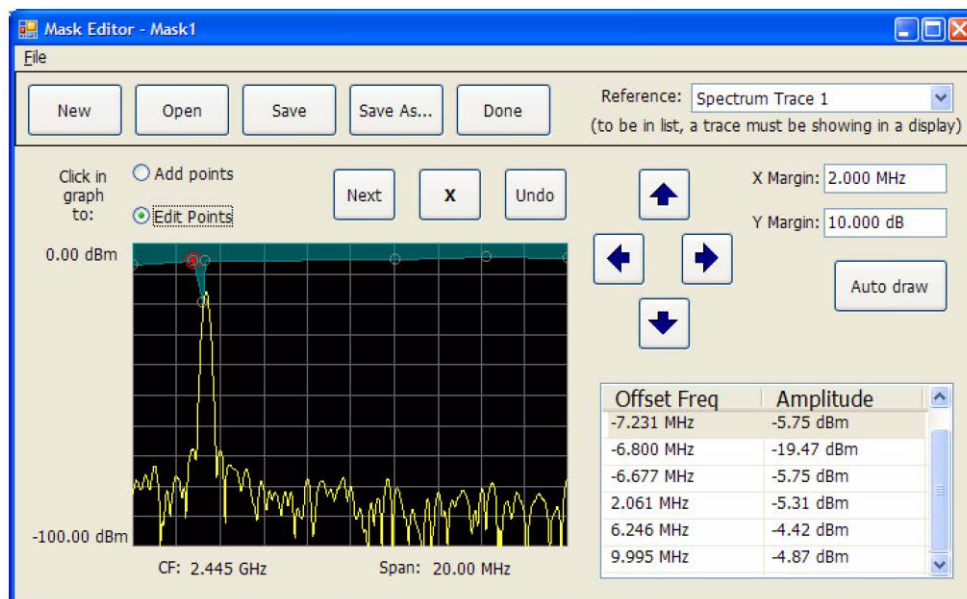 Mask Editor - Mask1
File
New
Open
Save
Save As...
Done
Reference: Spectrum Trace 1
(to be in list, a trace must be showing in a display)
Click in
graph
to:
Add points
Edit Points
Next
X
Undo
X Margin: 2.000 MHz
Y Margin: 10.000 dB
Auto draw
0.00 dBm
-100.00 dBm
CF: 2.445 GHz
Span: 20.00 MHz
Offset Freq Amplitude
-7.231 MHz -5.75 dBm
-6.800 MHz -19.47 dBm
-6.677 MHz -5.75 dBm
2.061 MHz -5.31 dBm
6.246 MHz -4.42 dBm
9.995 MHz -4.87 dBm